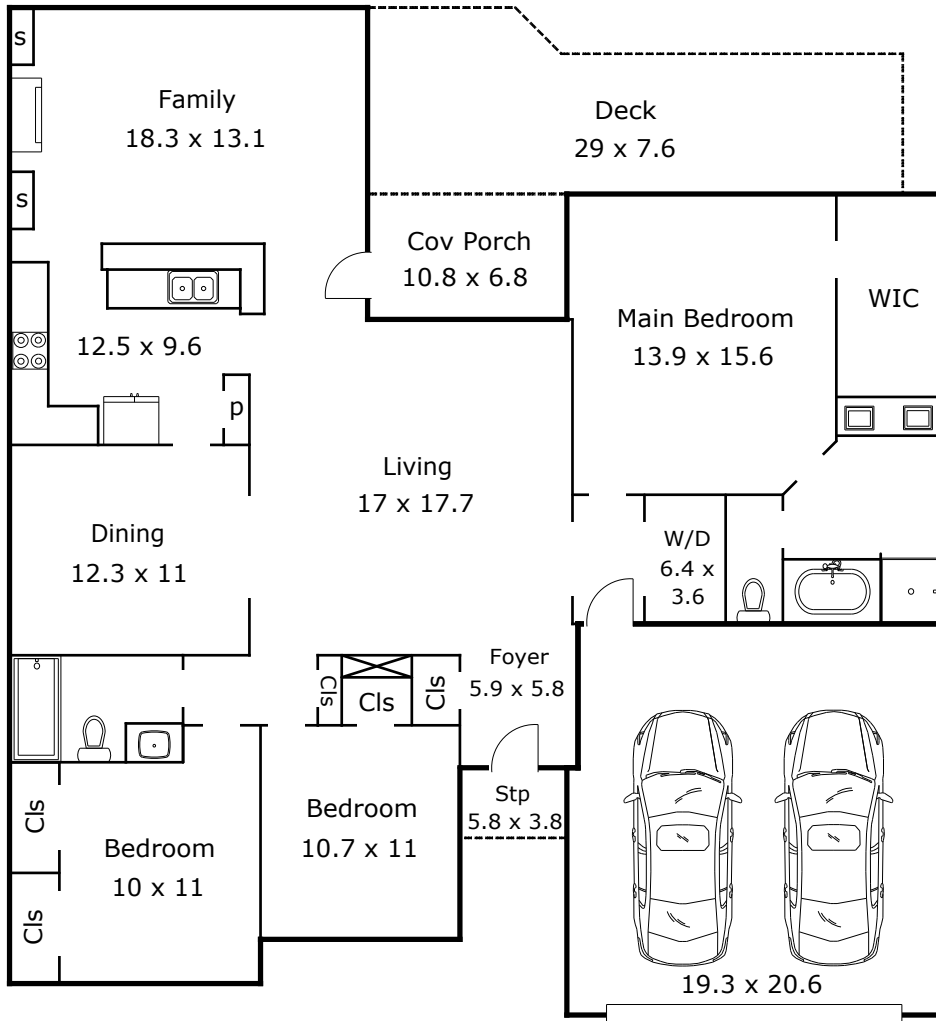 s
Family
18.3 x 13.1
Deck
29 x 7.6
s
Cov Porch
10.8 x 6.8
WIC
Main Bedroom
13.9 x 15.6
12.5 x 9.6
p
Living
17 x 17.7
Dining
12.3 x 11
W/D
6.4 x
3.6
Foyer
5.9 x 5.8
Cls
Cls
Cls
Stp
5.8 x 3.8
Cls
Bedroom
10.7 x 11
Bedroom
10 x 11
Cls
19.3 x 20.6